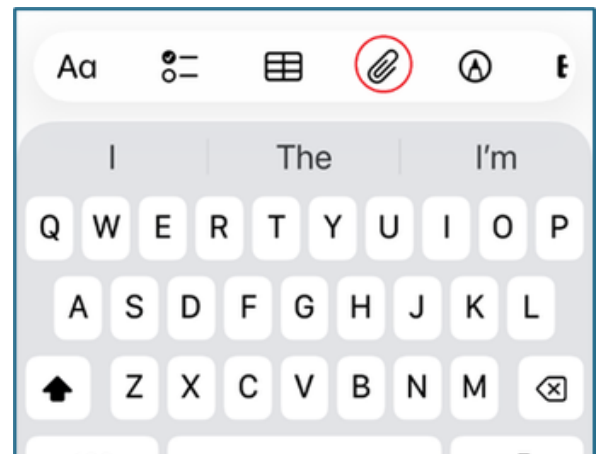 Aa
I The I'm
Q W E R T Y U I O P
A S D F G H J K L
Z X C V B N M